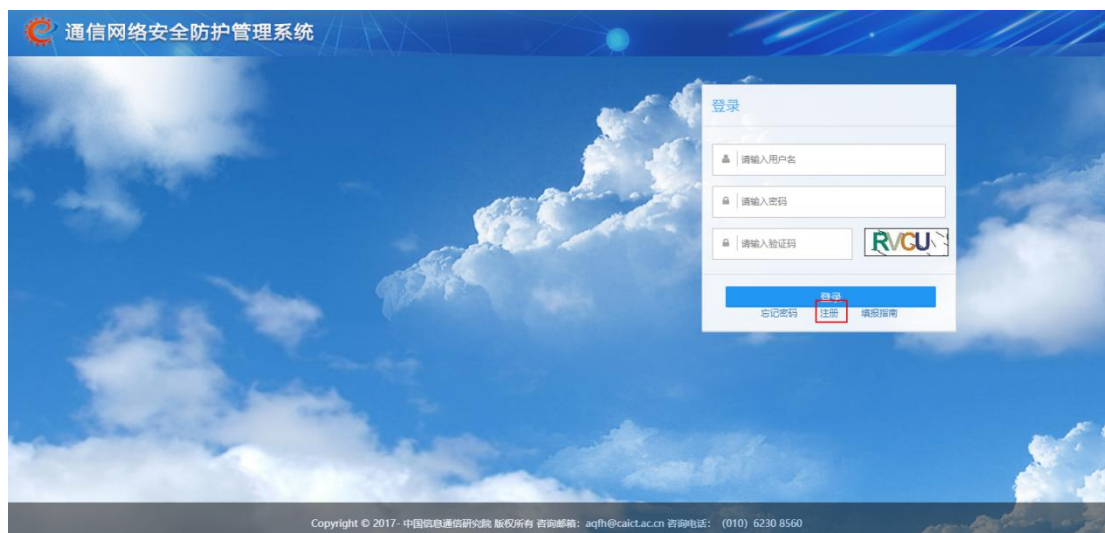 通信网络安全防护管理系统
登录
请输入用户名
请输入密码
请输入验证码 RVCU
登录
忘记密码 注册 填报指南
Copyright © 2017- 中国信息通信研究院 版权所有 咨询邮箱：aqfh@caict.ac.cn 咨询电话： (010) 6230 8560